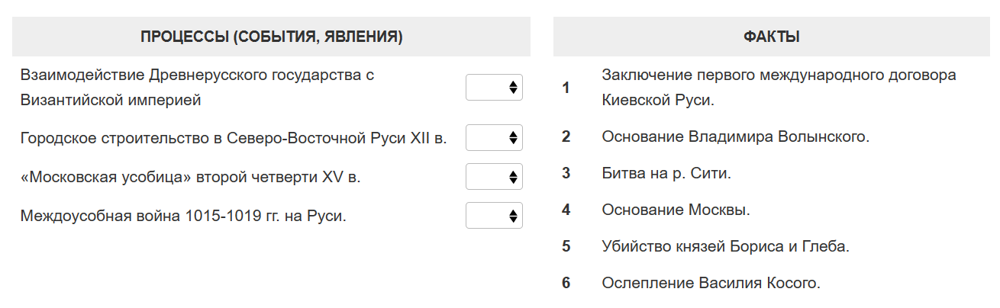 ПРОЦЕССЫ (СОБЫТИЯ, ЯВЛЕНИЯ)
Взаимодействие Древнерусского государства с
Византийской империей
Городское строительство в Северо-Восточной Руси XII в.
«Московская усобица» второй четверти XV в.
Междоусобная война 1015-1019 гг. на Руси.
ФАКТЫ
1 Заключение первого международного договора
Киевской Руси.
2 Основание Владимира Волынского.
3 Битва на р. Сити.
4 Основание Москвы.
5 Убийство князей Бориса и Глеба.
6 Ослепление Василия Косого.